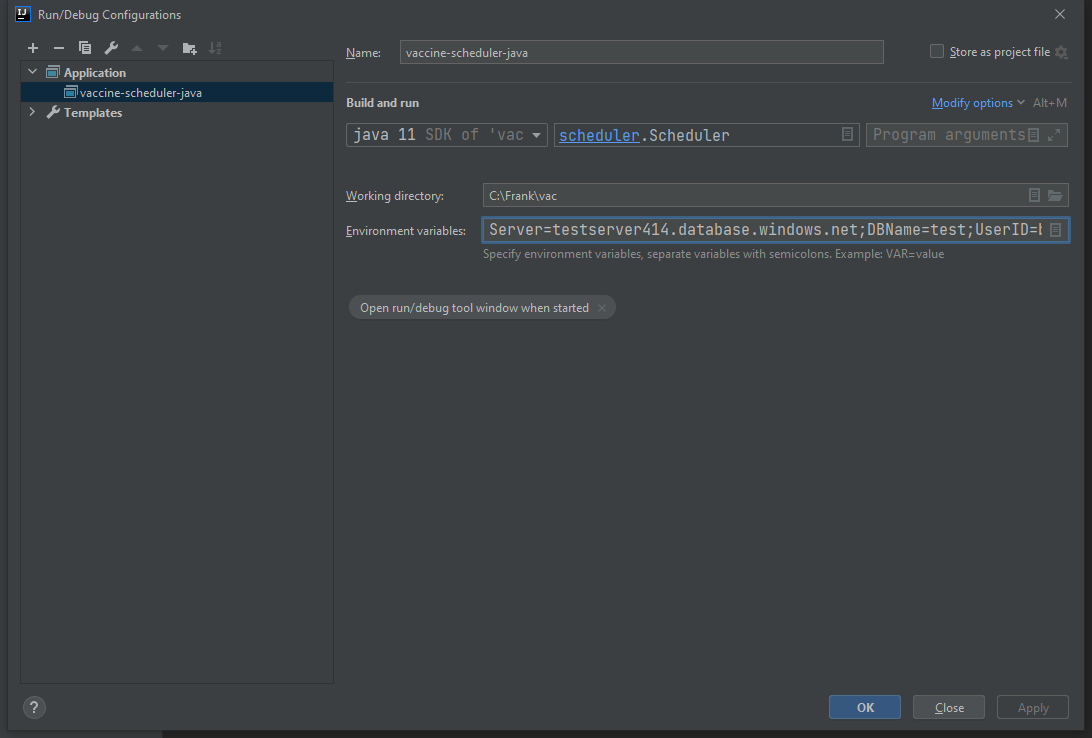 Run/Debug Configurations
Name: vaccine-scheduler-java
Store as project file
Application
vaccine-scheduler-java
Templates
Build and run
Modify options Alt+M
java 11 SDK of 'vac scheduler.Scheduler Program arguments
Working directory: C:\Frank\vac
Environment variables: Server=testserver414.database.windows.net;DBName=test;UserID=
Specify environment variables, separate variables with semicolons. Example: VAR=value
Open run/debug tool window when started
? OK Close Apply